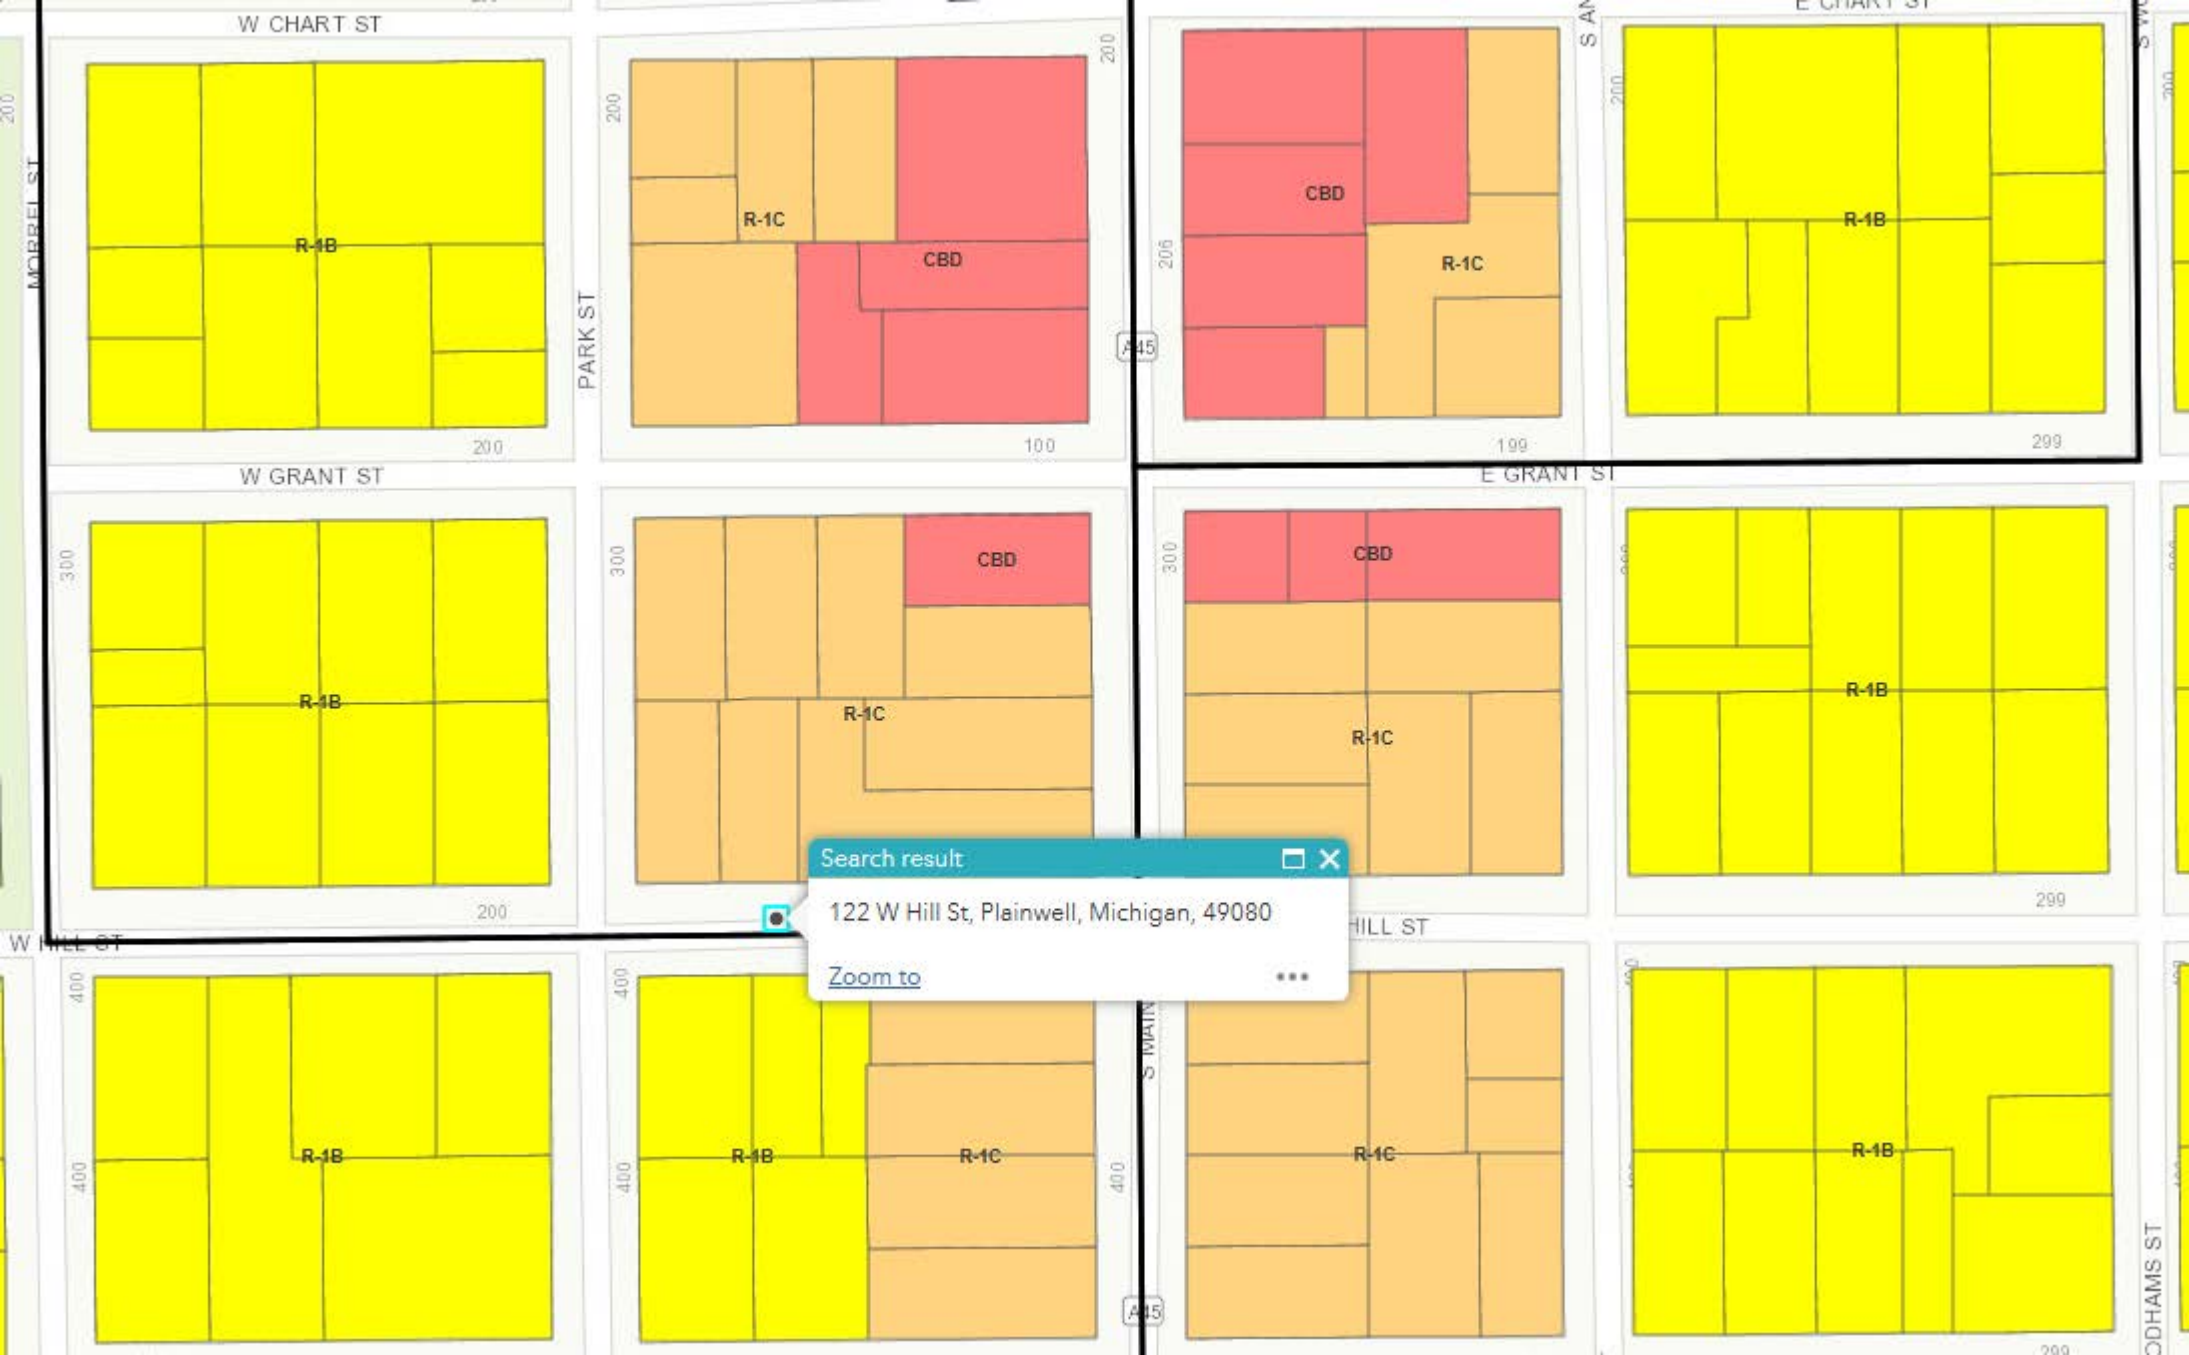 W CHART ST
E CHART ST
S AN
200
200
200
200
200
MORREL ST
R-1B
R-1C
CBD
CBD
R-1C
R-1B
206
PARK ST
A45
200
100
199
299
W GRANT ST
E GRANT ST
300
300
300
CBD
CBD
R-1B
R-1C
R-1C
R-1B
Search result
122 W Hill St, Plainwell, Michigan, 49080
Zoom to
200
299
W HILL ST
HILL ST
400
400
S MAIN
R-1B
R-1B
R-1C
R-1C
R-1B
400
400
400
A45
ODHAMS ST
299